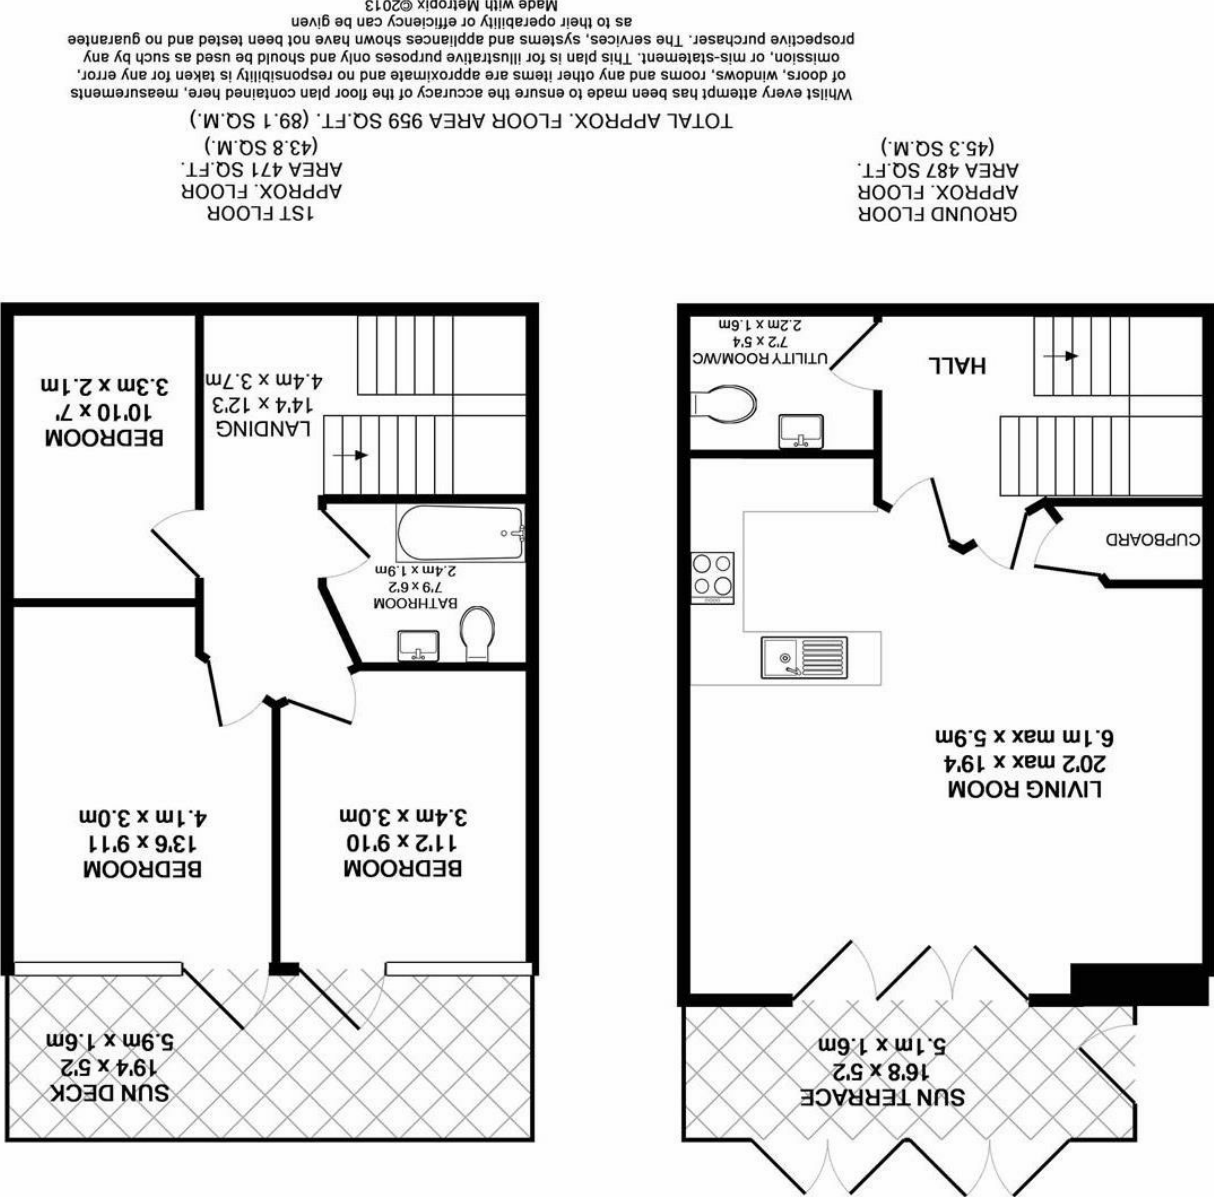 SUN TERRACE
16'8 x 5'2
5.1m x 1.6m
LIVING ROOM
20'2 max x 19'4
6.1m max x 5.9m
CUPBOARD
HALL
UTILITY ROOM/WC
7'2 x 5'4
2.2m x 1.6m
SUN DECK
19'4 x 5'2
5.9m x 1.6m
BEDROOM
11'2 x 9'10
3.4m x 3.0m
BEDROOM
13'6 x 9'11
4.1m x 3.0m
BATHROOM
7'9 x 6'2
2.4m x 1.9m
LANDING
14'4 x 12'3
4.4m x 3.7m
BEDROOM
10'10 x 7'
3.3m x 2.1m
GROUND FLOOR
APPROX. FLOOR
AREA 487 SQ.FT.
(45.3 SQ.M.)
1ST FLOOR
APPROX. FLOOR
AREA 471 SQ.FT.
(43.8 SQ.M.)
TOTAL APPROX. FLOOR AREA 959 SQ.FT. (89.1 SQ.M.)
Whilst every attempt has been made to ensure the accuracy of the floor plan contained here, measurements
of doors, windows, rooms and any other items are approximate and no responsibility is taken for any error,
omission, or mis-statement. This plan is for illustrative purposes only and should be used as such by any
prospective purchaser. The services, systems and appliances shown have not been tested and no guarantee
as to their operability or efficiency can be given
Made with Metropix ©2013